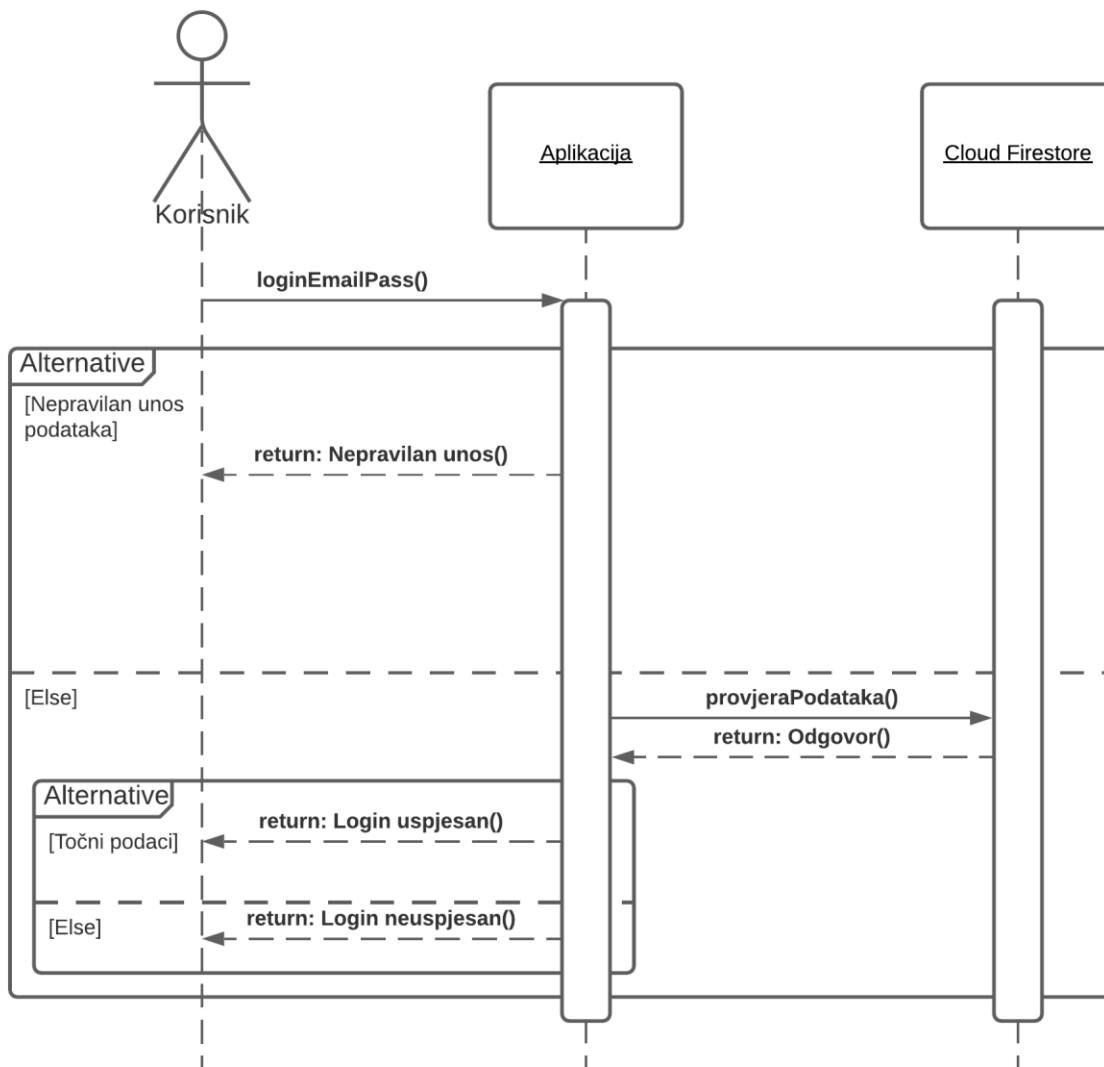 Korisnik
Aplikacija
Cloud Firestore
loginEmailPass()
Alternative
[Nepravilan unos
podataka]
return: Nepravilan unos()
[Else]
provjeraPodataka()
return: Odgovor()
Alternative
[Točni podaci]
return: Login uspjesan()
[Else]
return: Login neuspjesan()